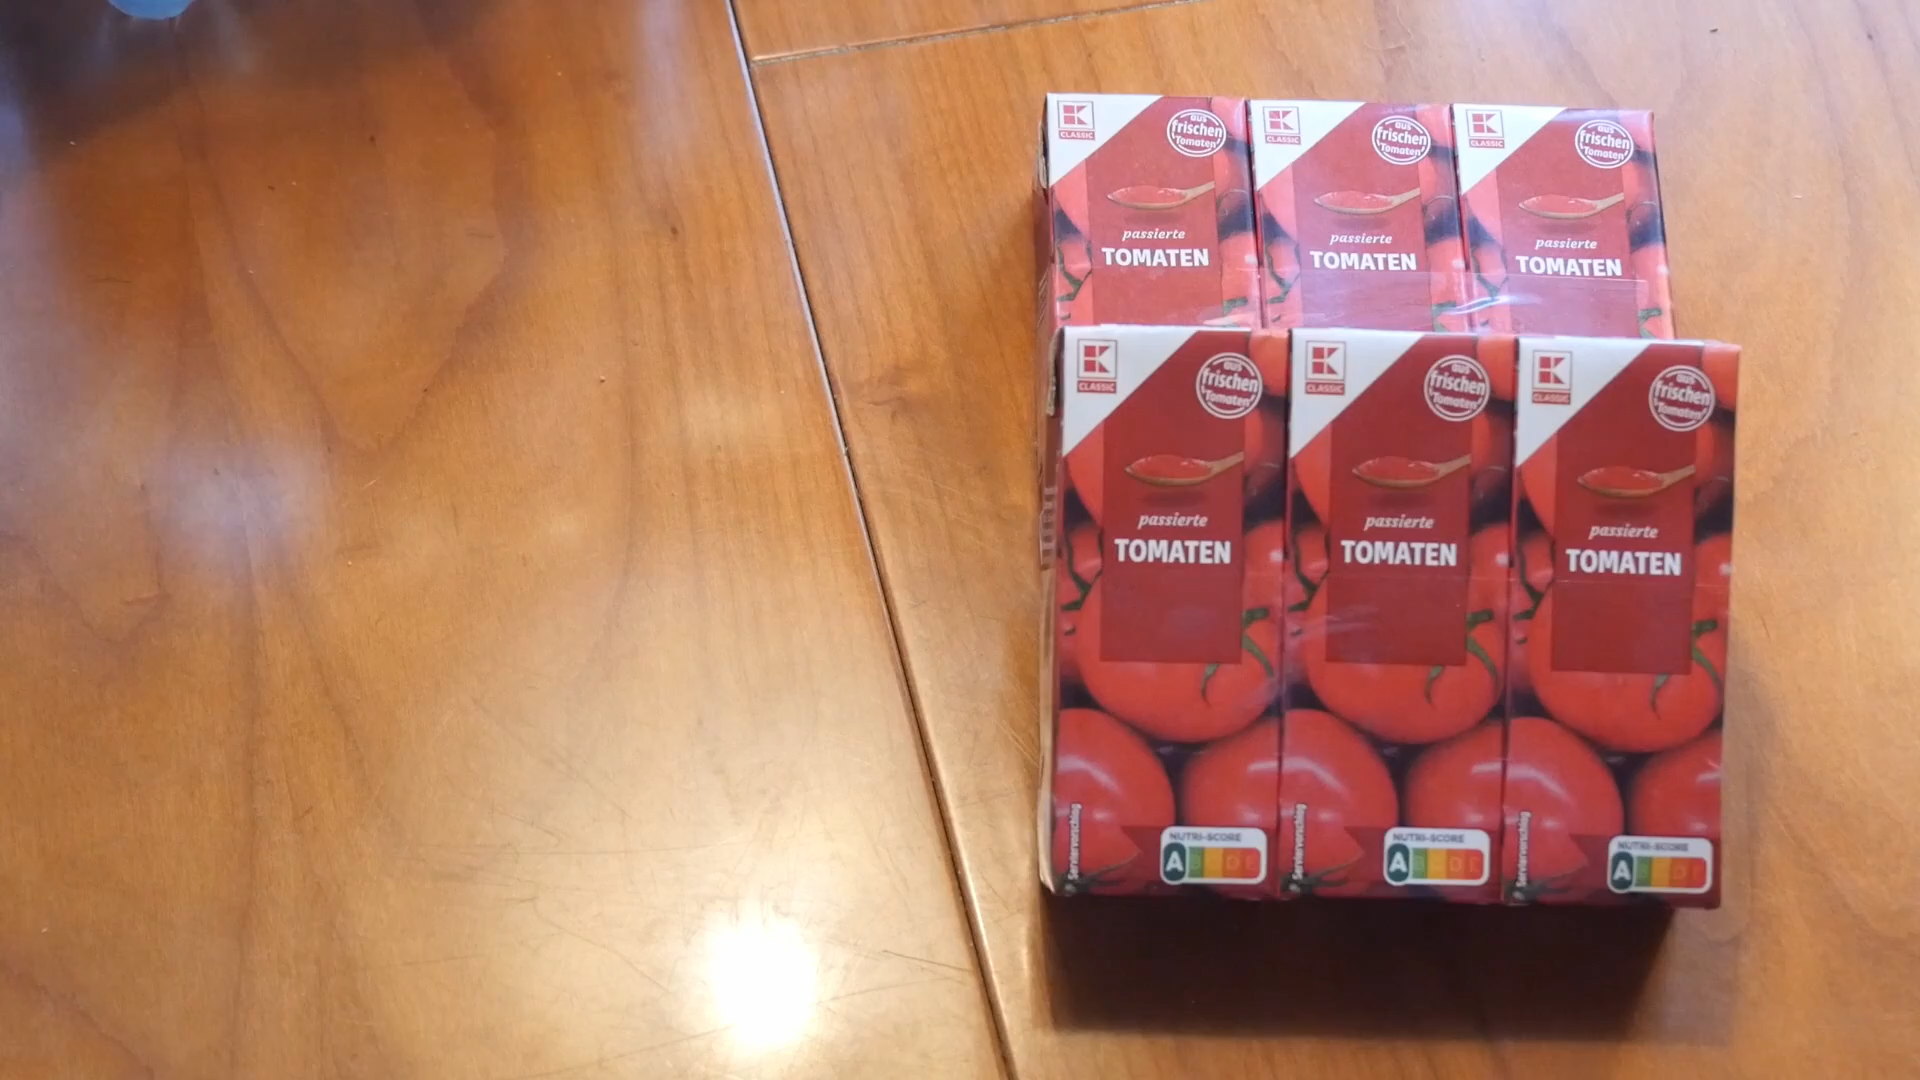 K CLASSIC
aus frischen Tomaten
passierte
TOMATEN
K CLASSIC
aus frischen Tomaten
passierte
TOMATEN
K CLASSIC
aus frischen Tomaten
passierte
TOMATEN
K CLASSIC
aus frischen Tomaten
passierte
TOMATEN
Serviervorschlag
NUTRI-SCORE
A B D E
K CLASSIC
aus frischen Tomaten
passierte
TOMATEN
Serviervorschlag
NUTRI-SCORE
A B D E
K CLASSIC
aus frischen Tomaten
passierte
TOMATEN
Serviervorschlag
NUTRI-SCORE
A